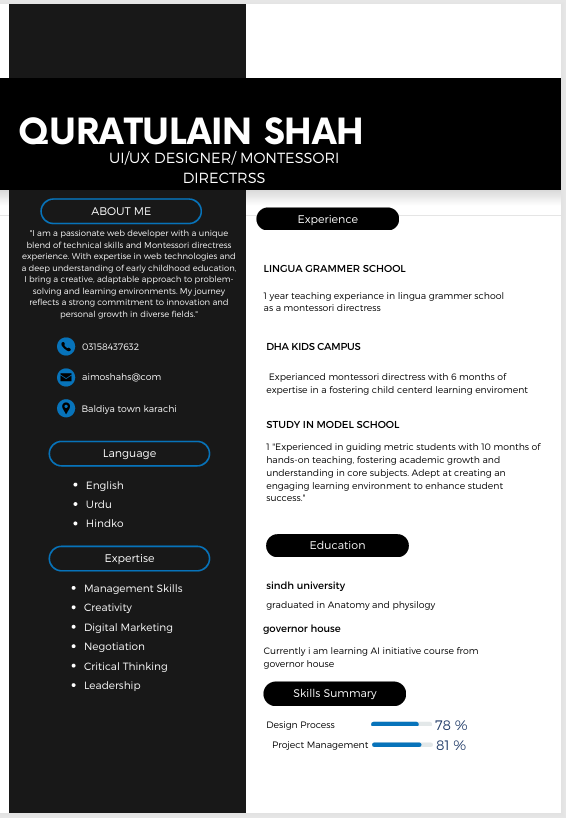 QURATULAIN SHAH
UI/UX DESIGNER/ MONTESSORI
DIRECTRSS
ABOUT ME
"I am a passionate web developer with a unique
blend of technical skills and Montessori directress
experience. With expertise in web technologies and
a deep understanding of early childhood education,
I bring a creative, adaptable approach to problem-
solving and learning environments. My journey
reflects a strong commitment to innovation and
personal growth in diverse fields."
03158437632
aimoshahs@com
Baldiya town karachi
Language
• English
• Urdu
• Hindko
Expertise
• Management Skills
• Creativity
• Digital Marketing
• Negotiation
• Critical Thinking
• Leadership
Experience
LINGUA GRAMMER SCHOOL
1 year teaching experiance in lingua grammer school
as a montessori directress
DHA KIDS CAMPUS
Experianced montessori directress with 6 months of
expertise in a fostering child centerd learning enviroment
STUDY IN MODEL SCHOOL
1 "Experienced in guiding metric students with 10 months of
hands-on teaching, fostering academic growth and
understanding in core subjects. Adept at creating an
engaging learning environment to enhance student
success."
Education
sindh university
graduated in Anatomy and physilogy
governor house
Currently i am learning AI initiative course from
governor house
Skills Summary
Design Process 78 %
Project Management 81 %